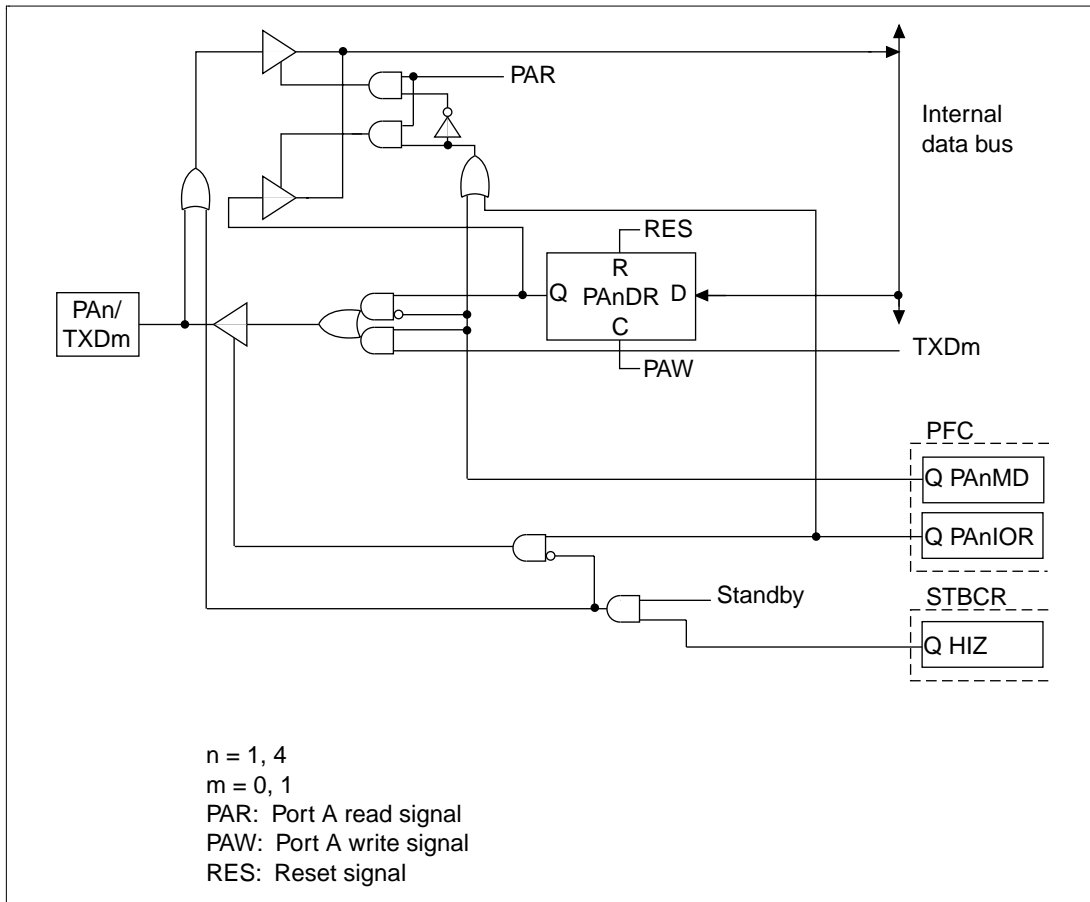 PAR
Internal
data bus
RES
R
Q PAnDR D
C
PAn/
TXDm
TXDm
PAW
PFC
Q PAnMD
Q PAnIOR
Standby
STBCR
Q HIZ
n = 1, 4
m = 0, 1
PAR: Port A read signal
PAW: Port A write signal
RES: Reset signal